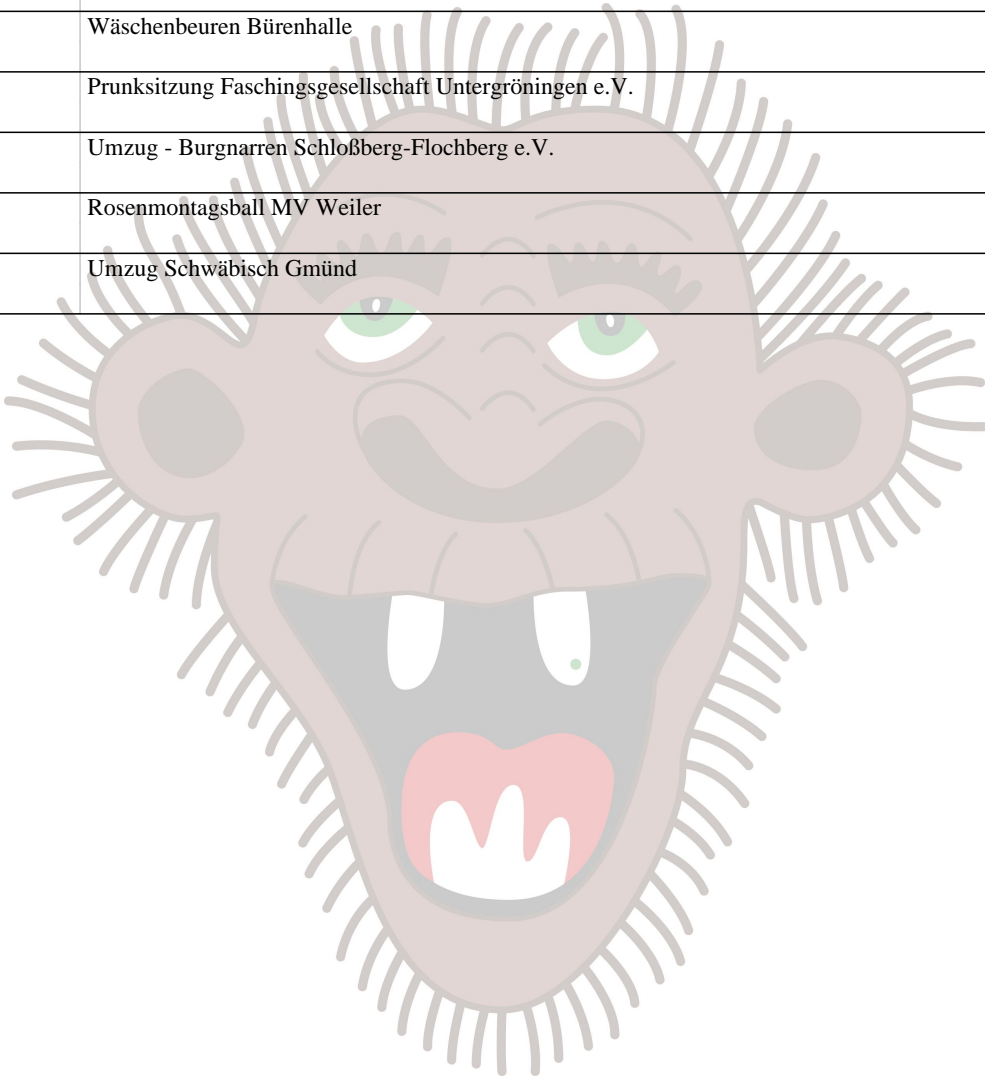 Wäschenbeuren Bürenhalle
Prunksitzung Faschingsgesellschaft Untergröningen e.V.
Umzug - Burgnarren Schloßberg-Flochberg e.V.
Rosenmontagsball MV Weiler
Umzug Schwäbisch Gmünd